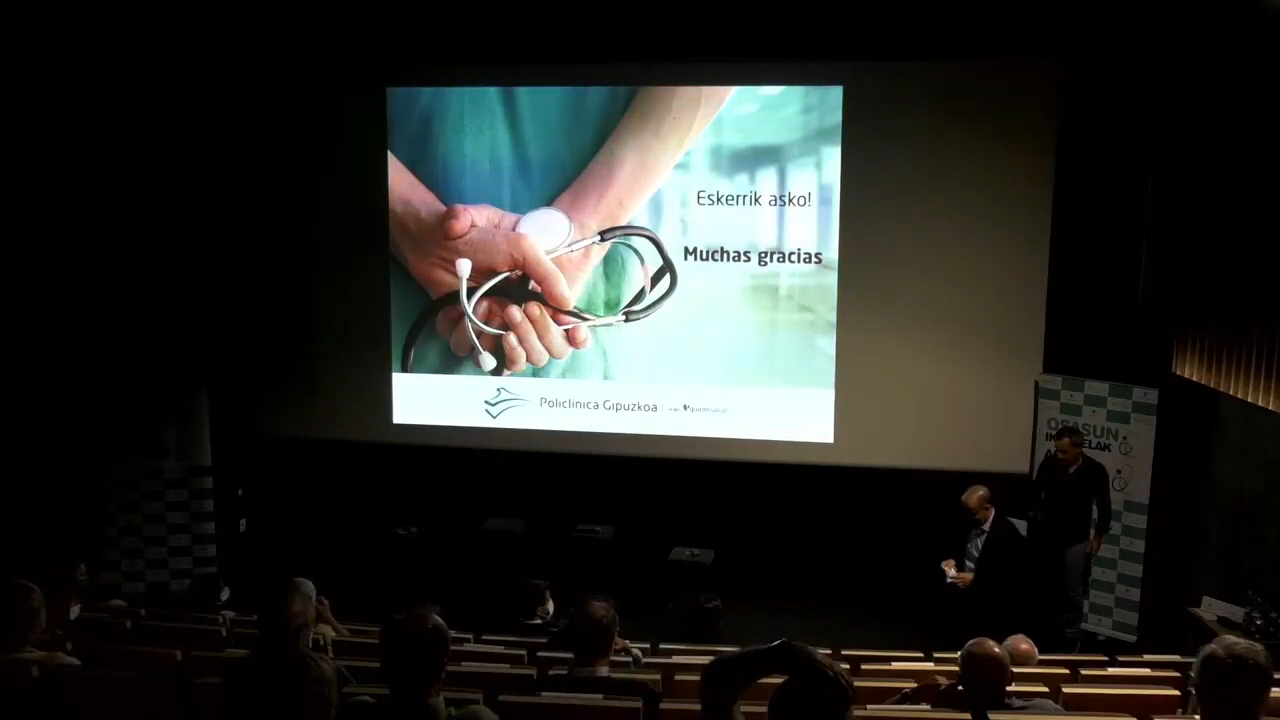 Eskerrik asko!
Muchas gracias
Policlínica Gipuzkoa
OSASUN